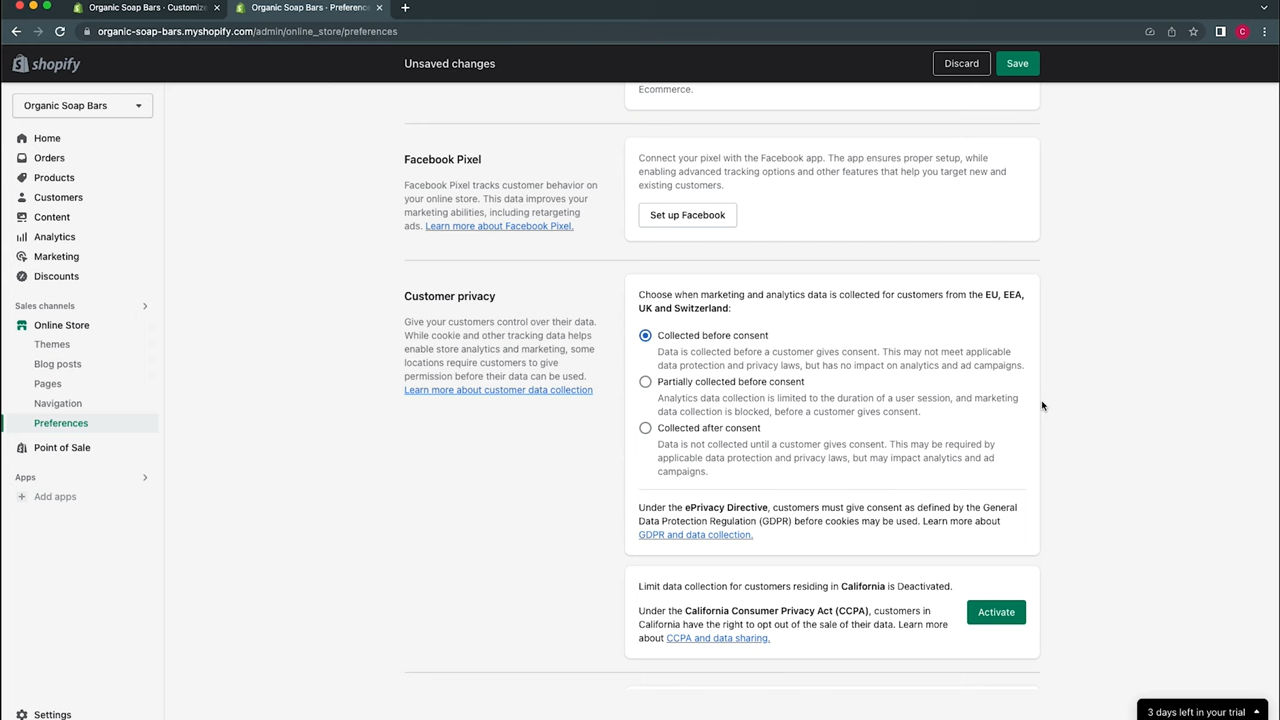 Organic Soap Bars - Customize
Organic Soap Bars - Preference
organic-soap-bars.myshopify.com/admin/online_store/preferences
C
shopify
Unsaved changes
Discard
Save
Organic Soap Bars
Home
Orders
Products
Customers
Content
Analytics
Marketing
Discounts
Sales channels
Online Store
Themes
Blog posts
Pages
Navigation
Preferences
Point of Sale
Apps
Add apps
Settings
Ecommerce.
Facebook Pixel
Facebook Pixel tracks customer behavior on
your online store. This data improves your
marketing abilities, including retargeting
ads. Learn more about Facebook Pixel.
Connect your pixel with the Facebook app. The app ensures proper setup, while
enabling advanced tracking options and other features that help you target new and
existing customers.
Set up Facebook
Customer privacy
Give your customers control over their data.
While cookie and other tracking data helps
enable store analytics and marketing, some
locations require customers to give
permission before their data can be used.
Learn more about customer data collection
Choose when marketing and analytics data is collected for customers from the EU, EEA,
UK and Switzerland:
Collected before consent
Data is collected before a customer gives consent. This may not meet applicable
data protection and privacy laws, but has no impact on analytics and ad campaigns.
Partially collected before consent
Analytics data collection is limited to the duration of a user session, and marketing
data collection is blocked, before a customer gives consent.
Collected after consent
Data is not collected until a customer gives consent. This may be required by
applicable data protection and privacy laws, but may impact analytics and ad
campaigns.
Under the ePrivacy Directive, customers must give consent as defined by the General
Data Protection Regulation (GDPR) before cookies may be used. Learn more about
GDPR and data collection.
Limit data collection for customers residing in California is Deactivated.
Under the California Consumer Privacy Act (CCPA), customers in
California have the right to opt out of the sale of their data. Learn more
about CCPA and data sharing.
Activate
3 days left in your trial